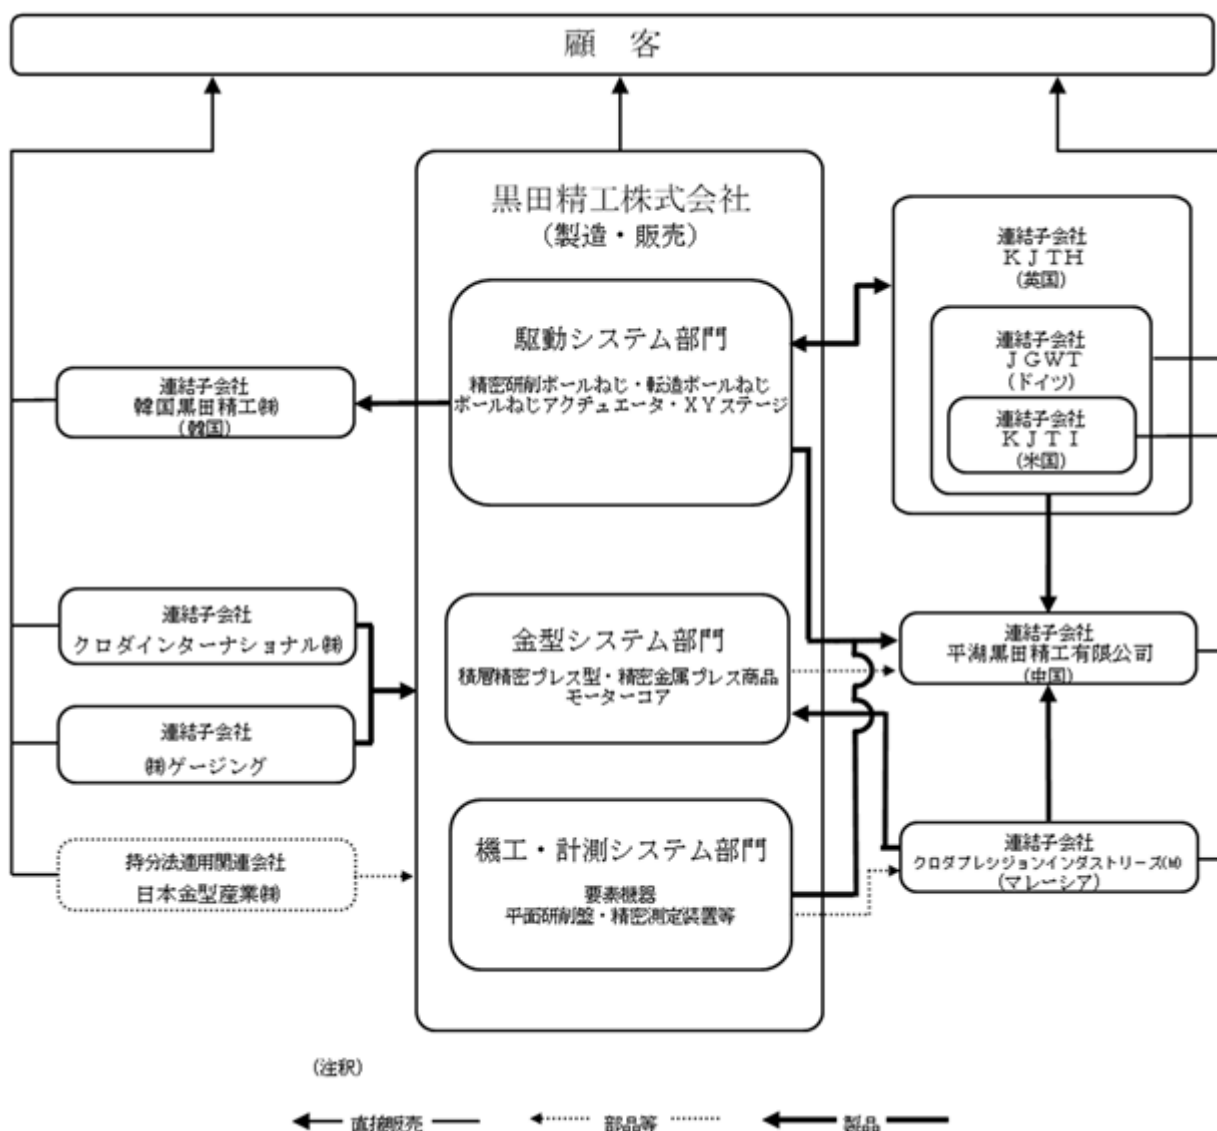 顧　客
黒田精工株式会社
(製造・販売)
駆動システム部門
精密研削ボールねじ・転造ボールねじ
ボールねじアクチュエータ・ＸＹステージ
連結子会社
韓国黒田精工㈱
(韓国)
連結子会社
ＫＪＴＨ
(英国)
連結子会社
ＪＧＷＴ
(ドイツ)
連結子会社
ＫＪＴＩ
(米国)
連結子会社
クロダインターナショナル㈱
連結子会社
㈱ゲージング
金型システム部門
積層精密プレス型・精密金属プレス商品
モーターコア
連結子会社
平湖黒田精工有限公司
(中国)
持分法適用関連会社
日本金型産業㈱
機工・計測システム部門
要素機器
平面研削盤・精密測定装置等
連結子会社
クロダプレシジョンインダストリーズ
(マレーシア)
(注釈)
直接販売
部品等
製品